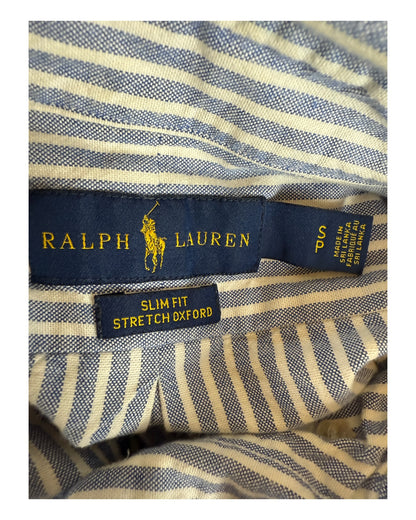 RALPH LAUREN
S
P
MADE IN
SRI LANKA
FABRIQUÉ AU
SRI LANKA
SLIM FIT
STRETCH OXFORD